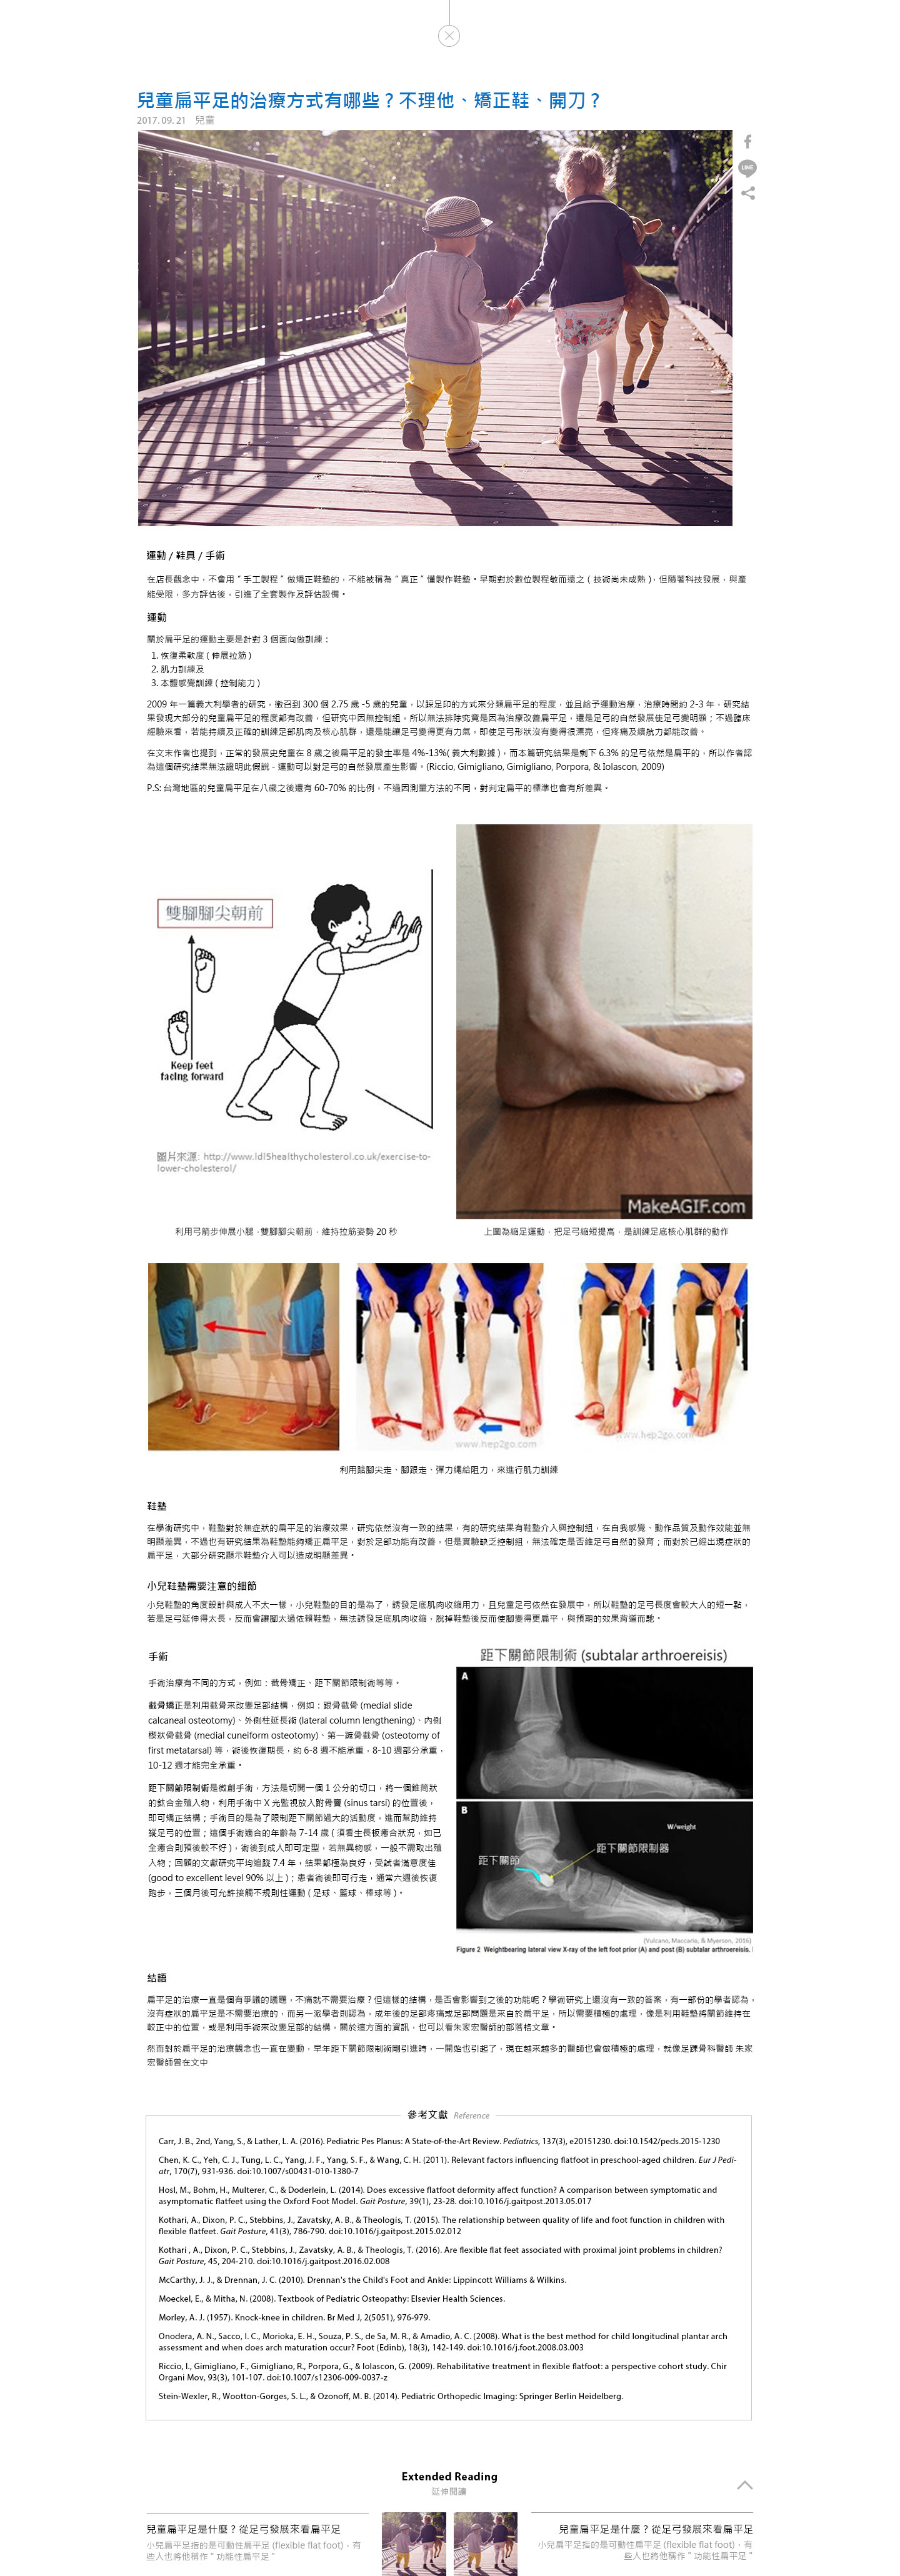 兒童扁平足的治療方式有哪些？不理他、矯正鞋、開刀？
2017. 09. 21 兒童
LINE
運動 / 鞋具 / 手術
在店長觀念中，不會用 " 手工製程 " 做矯正鞋墊的，不能被稱為 " 真正 " 懂製作鞋墊。早期對於數位製程敬而遠之 ( 技術尚未成熟 )，但隨著科技發展，與產
能受限，多方評估後，引進了全套製作及評估設備。
運動
關於扁平足的運動主要是針對 3 個面向做訓練：
1. 恢復柔軟度 ( 伸展拉筋 )
2. 肌力訓練及
3. 本體感覺訓練 ( 控制能力 )
2009 年一篇義大利學者的研究，徵召到 300 個 2.75 歲 -5 歲的兒童，以踩足印的方式來分類扁平足的程度，並且給予運動治療，治療時間約 2-3 年，研究結
果發現大部分的兒童扁平足的程度都有改善，但研究中因無控制組，所以無法排除究竟是因為治療改善扁平足，還是足弓的自然發展使足弓變明顯；不過臨床
經驗來看，若能持續及正確的訓練足部肌肉及核心肌群，還是能讓足弓變得更有力氣，即使足弓形狀沒有變得很漂亮，但疼痛及續航力都能改善。
在文末作者也提到，正常的發展史兒童在 8 歲之後扁平足的發生率是 4%-13%( 義大利數據 )，而本篇研究結果是剩下 6.3% 的足弓依然是扁平的，所以作者認
為這個研究結果無法證明此假說 - 運動可以對足弓的自然發展產生影響。(Riccio, Gimigliano, Gimigliano, Porpora, & Iolascon, 2009)
P.S: 台灣地區的兒童扁平足在八歲之後還有 60-70% 的比例，不過因測量方法的不同，對判定扁平的標準也會有所差異。
雙腳腳尖朝前
Keep feet
facing forward
圖片來源: http://www.ldl5healthycholesterol.co.uk/exercise-to-
lower-cholesterol/
MakeAGIF.com
利用弓箭步伸展小腿 -雙腳腳尖朝前，維持拉筋姿勢 20 秒
上圖為縮足運動，把足弓縮短提高，是訓練足底核心肌群的動作
www.hep2go.com
www.hep2go.com
利用踮腳尖走、腳跟走、彈力繩給阻力，來進行肌力訓練
鞋墊
在學術研究中，鞋墊對於無症狀的扁平足的治療效果，研究依然沒有一致的結果，有的研究結果有鞋墊介入與控制組，在自我感覺、動作品質及動作效能並無
明顯差異，不過也有研究結果為鞋墊能夠矯正扁平足，對於足部功能有改善，但是實驗缺乏控制組，無法確定是否維足弓自然的發育；而對於已經出現症狀的
扁平足，大部分研究顯示鞋墊介入可以造成明顯差異。
小兒鞋墊需要注意的細節
小兒鞋墊的角度設計與成人不太一樣，小兒鞋墊的目的是為了，誘發足底肌肉收縮用力，且兒童足弓依然在發展中，所以鞋墊的足弓長度會較大人的短一點，
若是足弓延伸得太長，反而會讓腳太過依賴鞋墊，無法誘發足底肌肉收縮，脫掉鞋墊後反而使腳變得更扁平，與預期的效果背道而馳。
手術
手術治療有不同的方式，例如：截骨矯正、距下關節限制術等等。
截骨矯正是利用截骨來改變足部結構，例如：跟骨截骨 (medial slide
calcaneal osteotomy)、外側柱延長術 (lateral column lengthening)、內側
楔狀骨截骨 (medial cuneiform osteotomy)、第一蹠骨截骨 (osteotomy of
first metatarsal) 等，術後恢復期長，約 6-8 週不能承重，8-10 週部分承重，
10-12 週才能完全承重。
距下關節限制術是微創手術，方法是切開一個 1 公分的切口，將一個錐筒狀
的鈦合金殖入物，利用手術中 X 光監視放入跗骨竇 (sinus tarsi) 的位置後，
即可矯正結構；手術目的是為了限制距下關節過大的活動度，進而幫助維持
擬足弓的位置；這個手術適合的年齡為 7-14 歲 ( 須看生長板癒合狀況，如已
全癒合則預後較不好 )，術後到成人即可定型，若無異物感，一般不需取出殖
入物；回顧的文獻研究平均追蹤 7.4 年，結果都極為良好，受試者滿意度佳
(good to excellent level 90% 以上 )；患者術後即可行走，通常六週後恢復
跑步，三個月後可允許接觸不規則性運動 ( 足球、籃球、棒球等 )。
距下關節限制術 (subtalar arthroereisis)
A
B
W/weight
距下關節
距下關節限制器
(Vulcano, Maccario, & Myerson, 2016)
Figure 2 Weightbearing lateral view X-ray of the left foot prior (A) and post (B) subtalar arthroereisis.
結語
扁平足的治療一直是個有爭議的議題，不痛就不需要治療？但這樣的結構，是否會影響到之後的功能呢？學術研究上還沒有一致的答案，有一部份的學者認為，
沒有症狀的扁平足是不需要治療的，而另一派學者則認為，成年後的足部疼痛或足部問題是來自於扁平足，所以需要積極的處理，像是利用鞋墊將關節維持在
較正中的位置，或是利用手術來改變足部的結構，關於這方面的資訊，也可以看朱家宏醫師的部落格文章。
然而對於扁平足的治療觀念也一直在變動，早年距下關節限制術剛引進時，一開始也引起了，現在越來越多的醫師也會做積極的處理，就像足踝骨科醫師 朱家
宏醫師曾在文中
參考文獻 Reference
Carr, J. B., 2nd, Yang, S., & Lather, L. A. (2016). Pediatric Pes Planus: A State-of-the-Art Review. Pediatrics, 137(3), e20151230. doi:10.1542/peds.2015-1230
Chen, K. C., Yeh, C. J., Tung, L. C., Yang, J. F., Yang, S. F., & Wang, C. H. (2011). Relevant factors influencing flatfoot in preschool-aged children. Eur J Pedi-
atr, 170(7), 931-936. doi:10.1007/s00431-010-1380-7
Hosl, M., Bohm, H., Multerer, C., & Doderlein, L. (2014). Does excessive flatfoot deformity affect function? A comparison between symptomatic and
asymptomatic flatfeet using the Oxford Foot Model. Gait Posture, 39(1), 23-28. doi:10.1016/j.gaitpost.2013.05.017
Kothari, A., Dixon, P. C., Stebbins, J., Zavatsky, A. B., & Theologis, T. (2015). The relationship between quality of life and foot function in children with
flexible flatfeet. Gait Posture, 41(3), 786-790. doi:10.1016/j.gaitpost.2015.02.012
Kothari , A., Dixon, P. C., Stebbins, J., Zavatsky, A. B., & Theologis, T. (2016). Are flexible flat feet associated with proximal joint problems in children?
Gait Posture, 45, 204-210. doi:10.1016/j.gaitpost.2016.02.008
McCarthy, J. J., & Drennan, J. C. (2010). Drennan's the Child's Foot and Ankle: Lippincott Williams & Wilkins.
Moeckel, E., & Mitha, N. (2008). Textbook of Pediatric Osteopathy: Elsevier Health Sciences.
Morley, A. J. (1957). Knock-knee in children. Br Med J, 2(5051), 976-979.
Onodera, A. N., Sacco, I. C., Morioka, E. H., Souza, P. S., de Sa, M. R., & Amadio, A. C. (2008). What is the best method for child longitudinal plantar arch
assessment and when does arch maturation occur? Foot (Edinb), 18(3), 142-149. doi:10.1016/j.foot.2008.03.003
Riccio, I., Gimigliano, F., Gimigliano, R., Porpora, G., & Iolascon, G. (2009). Rehabilitative treatment in flexible flatfoot: a perspective cohort study. Chir
Organi Mov, 93(3), 101-107. doi:10.1007/s12306-009-0037-z
Stein-Wexler, R., Wootton-Gorges, S. L., & Ozonoff, M. B. (2014). Pediatric Orthopedic Imaging: Springer Berlin Heidelberg.
Extended Reading
延伸閱讀
兒童扁平足是什麼？從足弓發展來看扁平足
小兒扁平足指的是可動性扁平足 (flexible flat foot)，有
些人也將他稱作 " 功能性扁平足 "
兒童扁平足是什麼？從足弓發展來看扁平足
小兒扁平足指的是可動性扁平足 (flexible flat foot)，有
些人也將他稱作 " 功能性扁平足 "